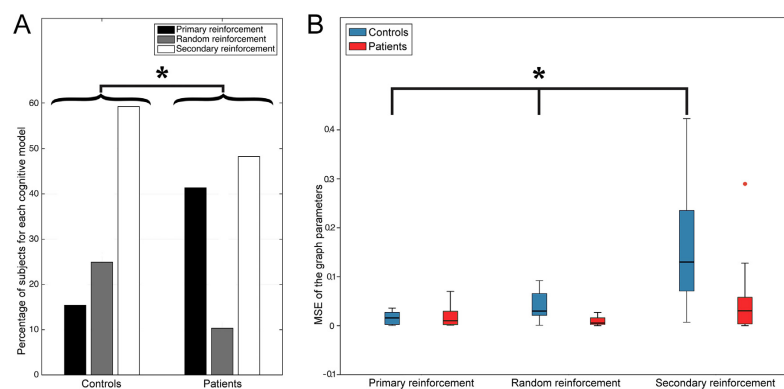 A
Primary reinforcement
Random reinforcement
Secondary reinforcement
*
Percentage of subjects for each cognitive model
60
50
40
30
20
10
0
Controls
Patients
B
Controls
Patients
*
MSE of the graph parameters
0.4
0.3
0.2
0.1
0
-0.1
Primary reinforcement
Random reinforcement
Secondary reinforcement